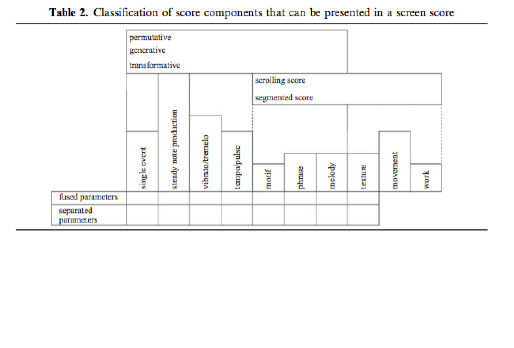 Table 2. Classification of score components that can be presented in a screen score
permutative
generative
transformative
scrolling score
segmented score
single event
steady note production
vibrato/tremelo
tempo/pulse
motif
phrase
melody
texture
movement
work
fused parameters
separated
parameters